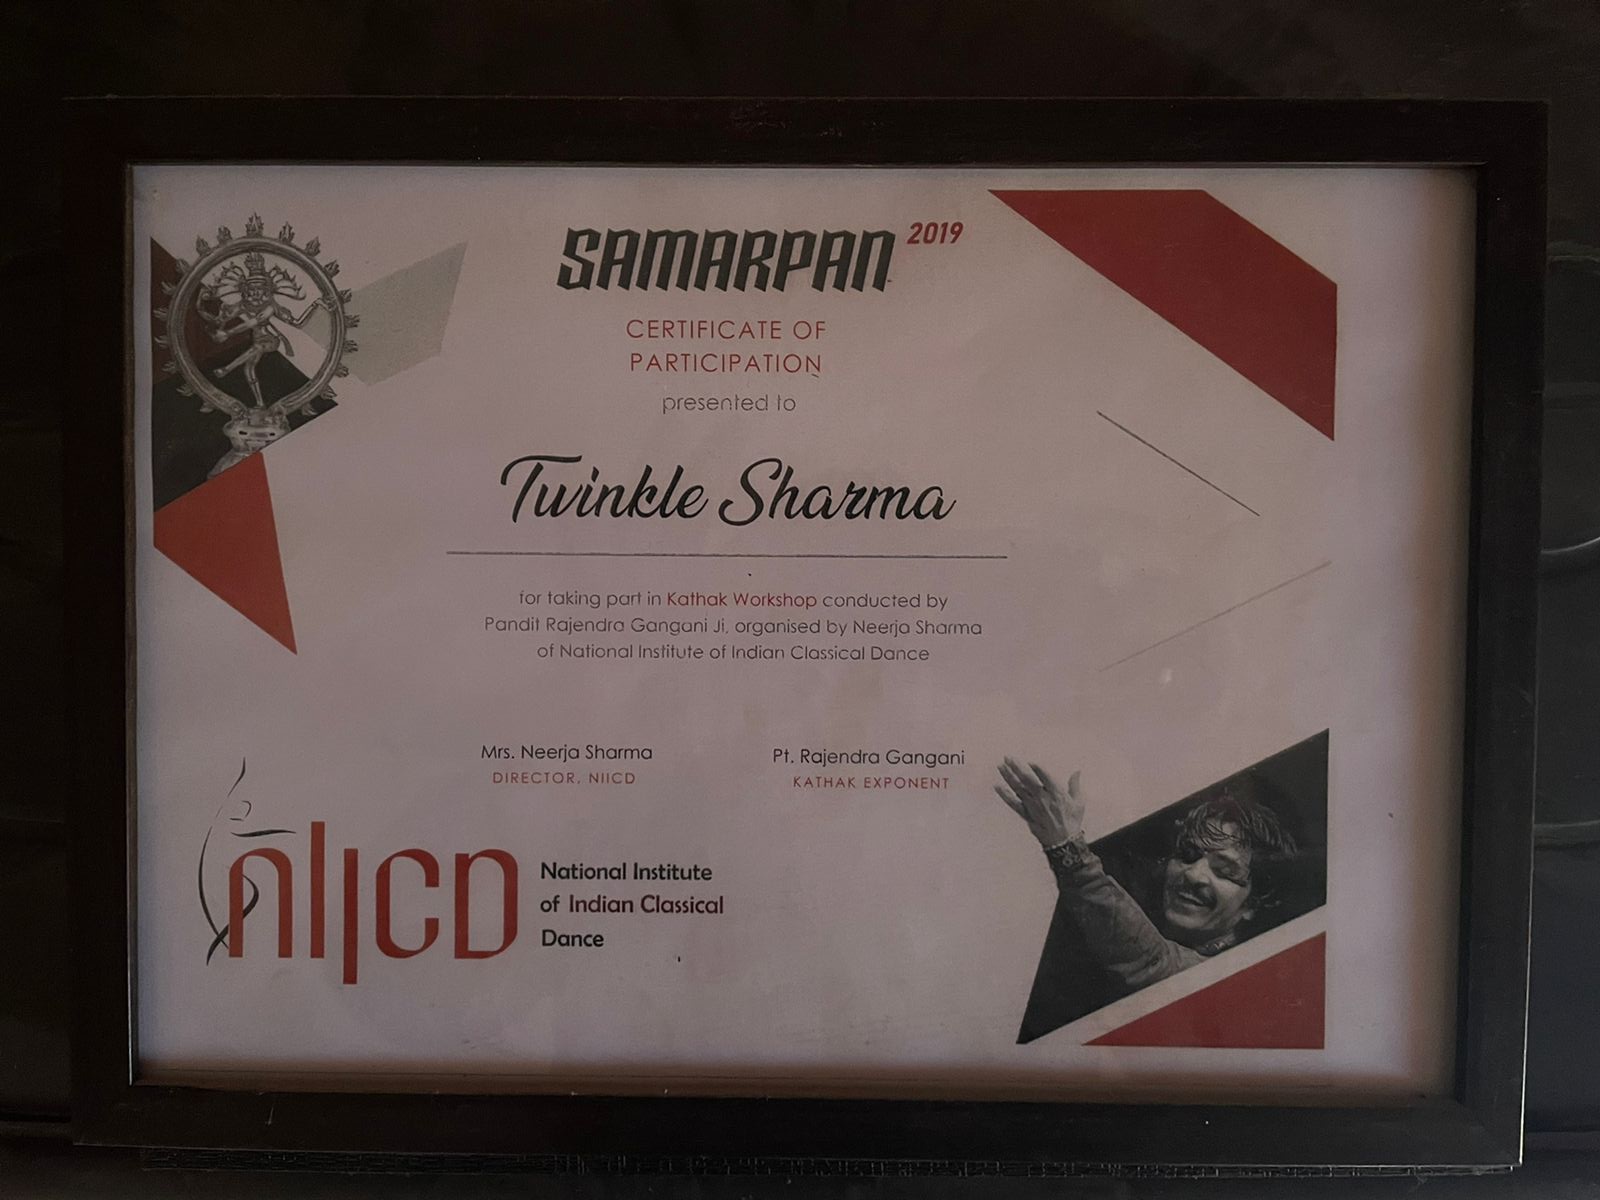 SAMARPAN 2019
CERTIFICATE OF
PARTICIPATION
presented to
Twinkle Sharma
for taking part in Kathak Workshop conducted by
Pandit Rajendra Gangani Ji, organised by Neerja Sharma
of National Institute of Indian Classical Dance
Mrs. Neerja Sharma
DIRECTOR, NIICD
Pt. Rajendra Gangani
KATHAK EXPONENT
NIICD
National Institute
of Indian Classical
Dance